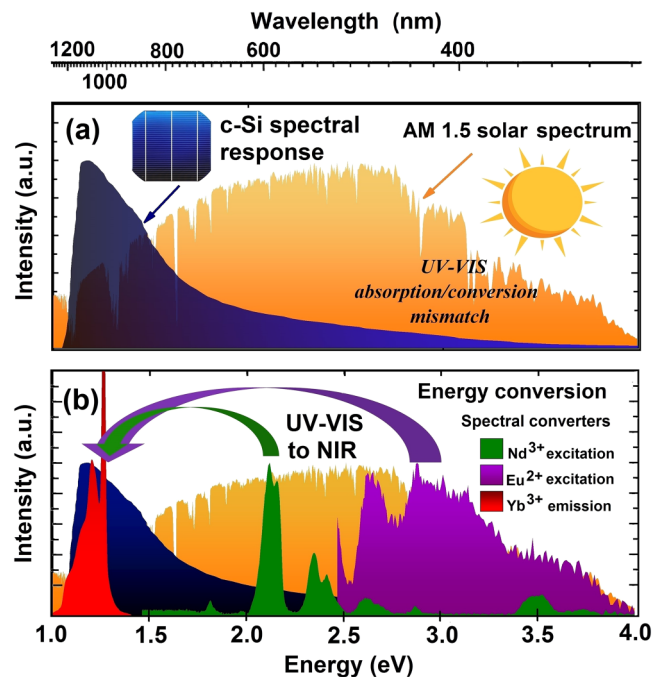 Wavelength (nm)
1200 1000 800 600 400
(a)
c-Si spectral
response
AM 1.5 solar spectrum
UV-VIS
absorption/conversion
mismatch
Intensity (a.u.)
(b)
UV-VIS
to NIR
Energy conversion
Spectral converters
Nd³⁺ excitation
Eu²⁺ excitation
Yb³⁺ emission
Intensity (a.u.)
1.0 1.5 2.0 2.5 3.0 3.5 4.0
Energy (eV)